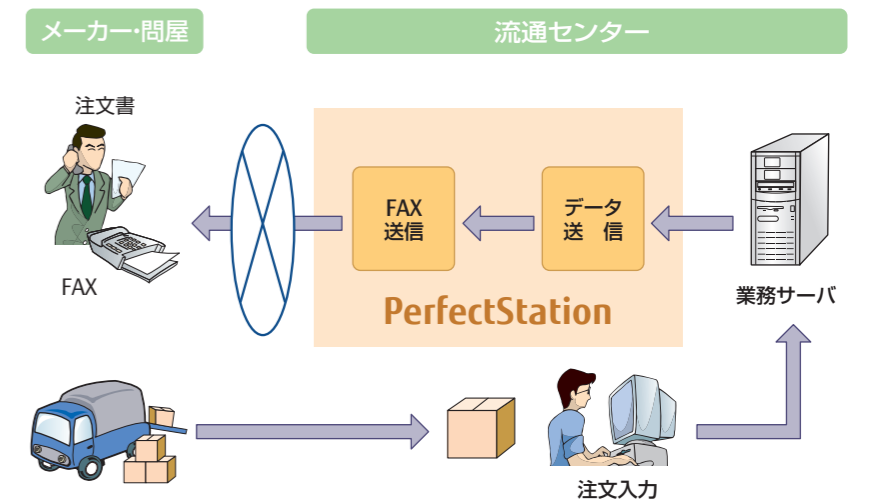 メーカー・問屋
流通センター
注文書
FAX
FAX
送信
データ
送　信
PerfectStation
業務サーバ
注文入力